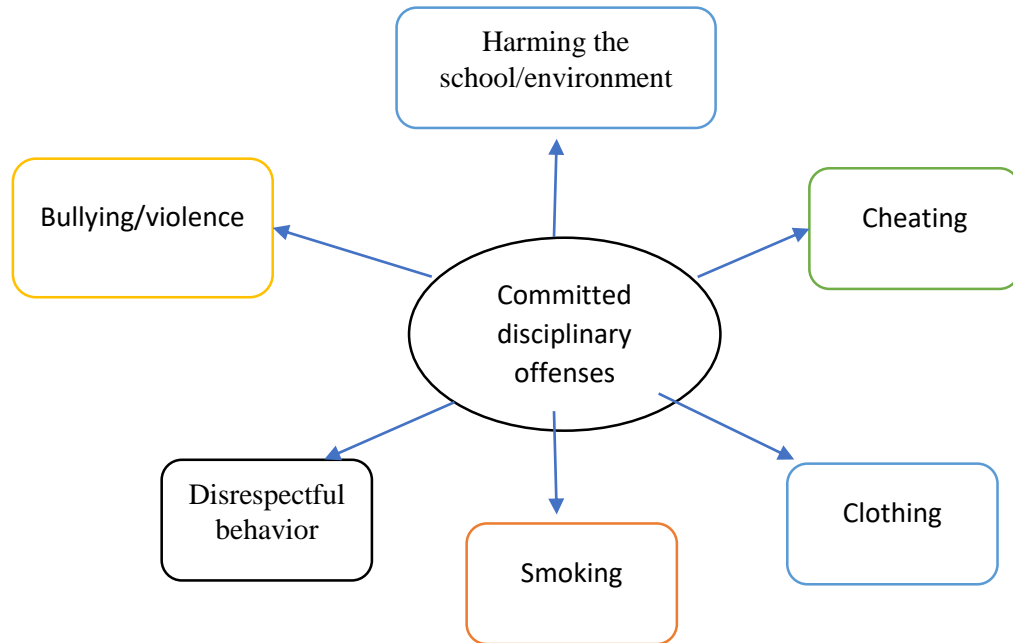 Harming the
school/environment
Bullying/violence
Cheating
Committed
disciplinary
offenses
Disrespectful
behavior
Smoking
Clothing